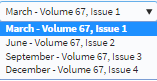 March - Volume 67, Issue 1
March - Volume 67, Issue 1
June - Volume 67, Issue 2
September - Volume 67, Issue 3
December - Volume 67, Issue 4